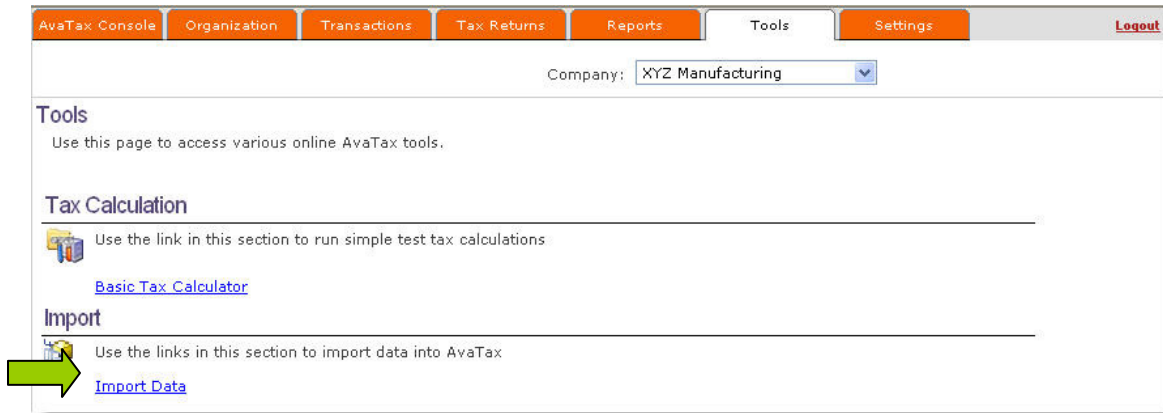 AvaTax Console Organization Transactions Tax Returns Reports Tools Settings Logout
Company: XYZ Manufacturing
Tools
Use this page to access various online AvaTax tools.
Tax Calculation
Use the link in this section to run simple test tax calculations
Basic Tax Calculator
Import
Use the links in this section to import data into AvaTax
Import Data